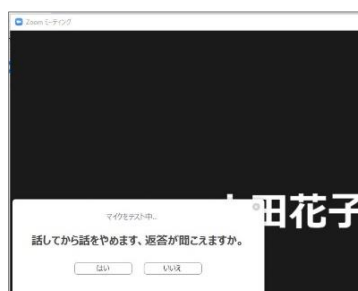 Zoom ミーティング
田花子
マイクをテスト中...
話してから話をやめます、返答が聞こえますか。
はい
いいえ